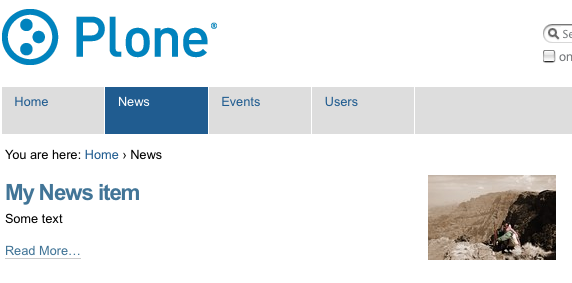 Plone®
Se
on
Home News Events Users
You are here: Home › News
My News item
Some text
Read More…